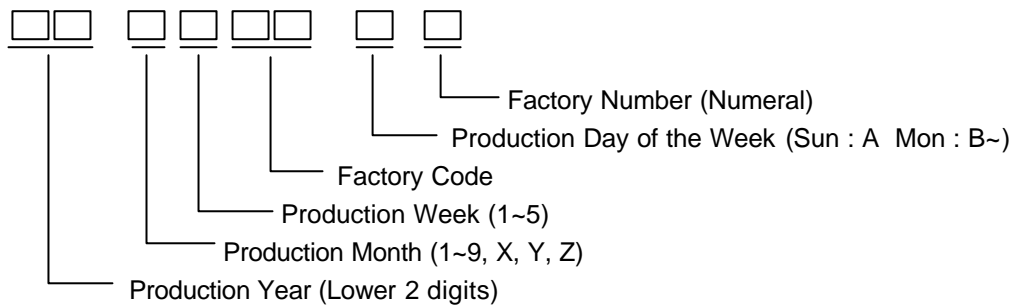 Factory Number (Numeral)
Production Day of the Week (Sun : A Mon : B~)
Factory Code
Production Week (1~5)
Production Month (1~9, X, Y, Z)
Production Year (Lower 2 digits)